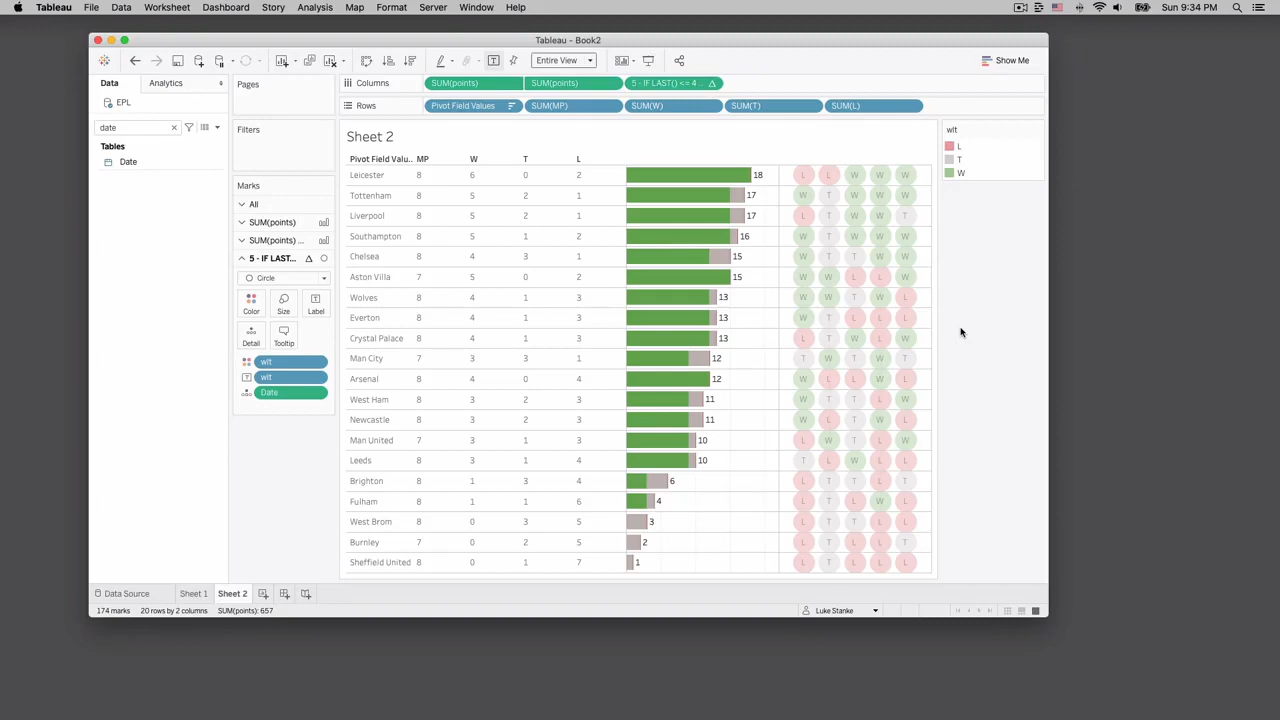 Tableau File Data Worksheet Dashboard Story Analysis Map Format Server Window Help Sun 9:34 PM
Tableau - Book2
Entire View Show Me
Data Analytics Pages Columns SUM(points) SUM(points) 5 - IF LAST() <= 4 ..
EPL Rows Pivot Field Values SUM(MP) SUM(W) SUM(T) SUM(L)
date Filters Sheet 2 wlt
Tables L
Date Pivot Field Valu.. MP W T L T
Marks W
All
SUM(points)
SUM(points) ...
5 - IF LAST...
Circle
Color Size Label
Detail Tooltip
wlt
wlt
Date
Leicester 8 6 0 2 18 L L W W W
Tottenham 8 5 2 1 17 W T W W W
Liverpool 8 5 2 1 17 L T W W T
Southampton 8 5 1 2 16 W T W W W
Chelsea 8 4 3 1 15 W T T W W
Aston Villa 7 5 0 2 15 W W L L W
Wolves 8 4 1 3 13 W W T W L
Everton 8 4 1 3 13 W T L L L
Crystal Palace 8 4 1 3 13 L T W L W L
Man City 7 3 3 1 12 T W T W T
Arsenal 8 4 0 4 12 W L L W L
West Ham 8 3 2 3 11 W T T L W
Newcastle 8 3 2 3 11 W L T W L
Man United 7 3 1 3 10 L W T L W
Leeds 8 3 1 4 10 T L W L L
Brighton 8 1 3 4 6 L T T L T
Fulham 8 1 1 6 4 L T L W L
West Brom 8 0 3 5 3 L T T L L
Burnley 7 0 2 5 2 L T L L T
Sheffield United 8 0 1 7 1 L T L L L
Data Source Sheet 1 Sheet 2
174 marks 20 rows by 2 columns SUM(points): 657 Luke Stanke